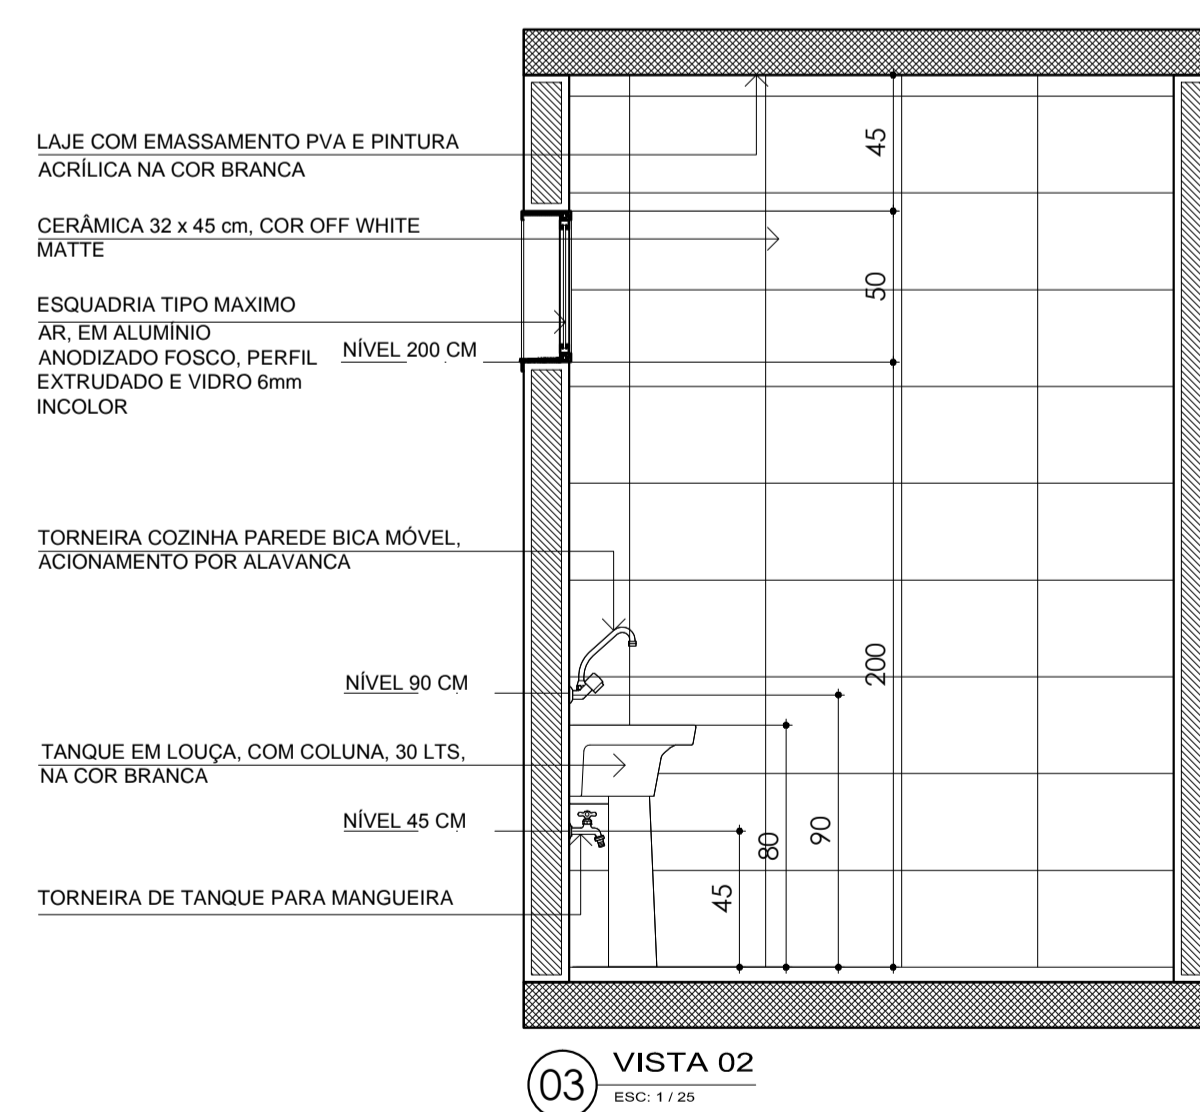 LAJE COM EMASSAMENTO PVA E PINTURA
ACRÍLICA NA COR BRANCA
CERÂMICA 32 x 45 cm, COR OFF WHITE
MATTE
ESQUADRIA TIPO MAXIMO
AR, EM ALUMÍNIO
ANODIZADO FOSCO, PERFIL
EXTRUDADO E VIDRO 6mm
INCOLOR
NÍVEL 200 CM
TORNEIRA COZINHA PAREDE BICA MÓVEL,
ACIONAMENTO POR ALAVANCA
NÍVEL 90 CM
TANQUE EM LOUÇA, COM COLUNA, 30 LTS,
NA COR BRANCA
NÍVEL 45 CM
TORNEIRA DE TANQUE PARA MANGUEIRA
45
50
200
90
80
45
03
VISTA 02
ESC: 1 / 25